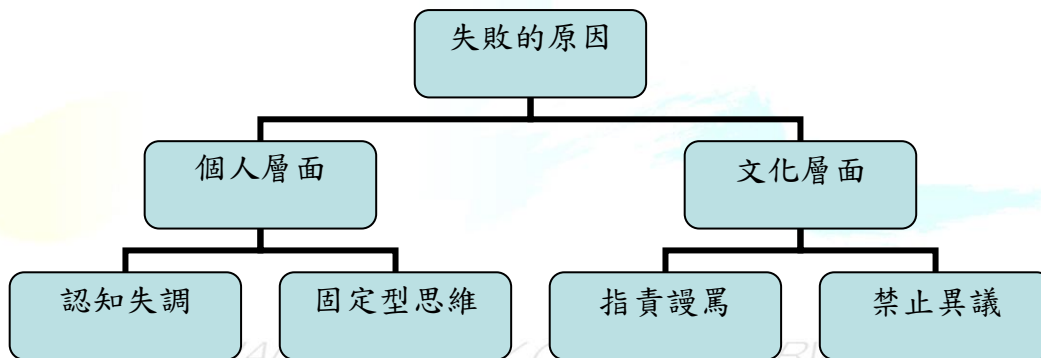 失敗的原因
個人層面
文化層面
認知失調
固定型思維
指責謾罵
禁止異議